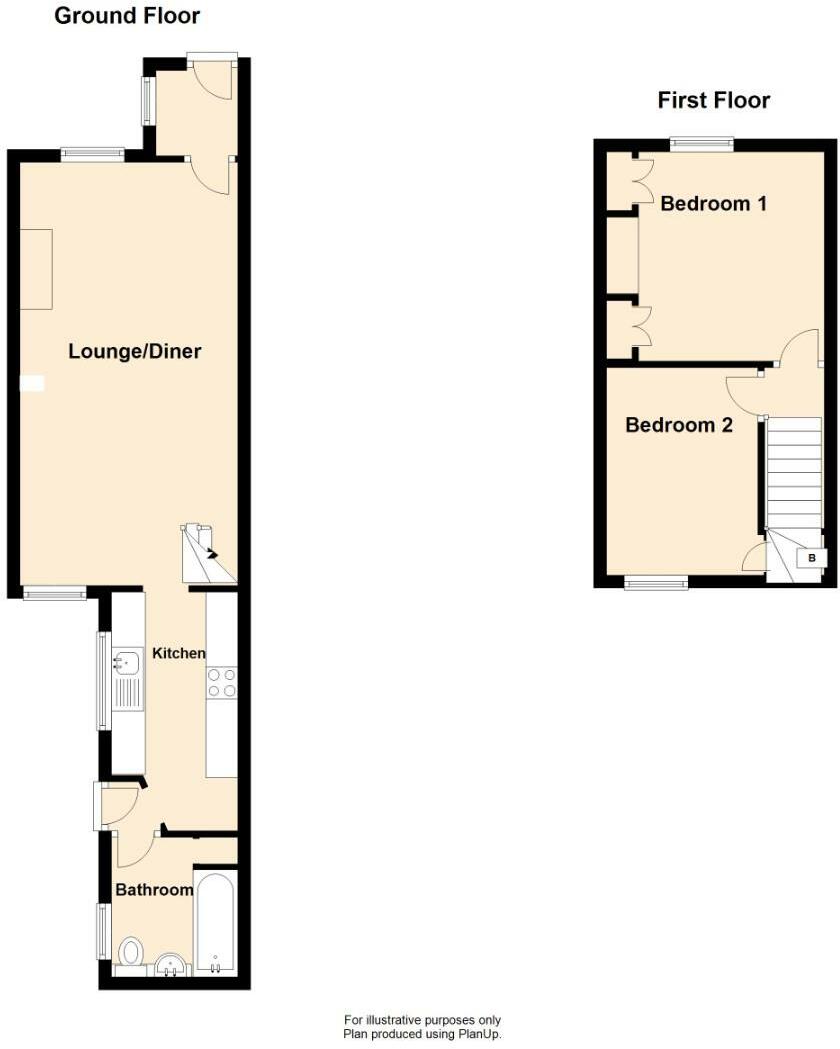 Ground Floor
First Floor
Bedroom 1
Lounge/Diner
Bedroom 2
B
Kitchen
Bathroom
For illustrative purposes only
Plan produced using PlanUp.